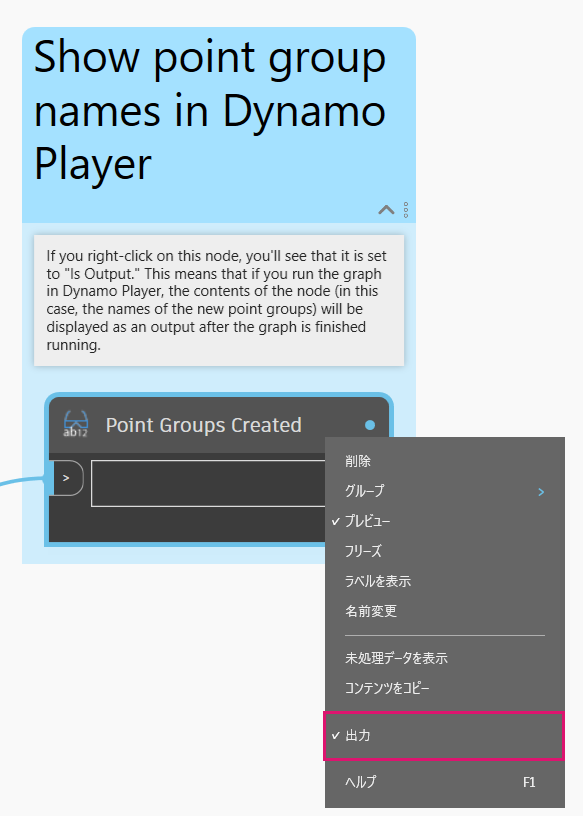 Show point group
names in Dynamo
Player
If you right-click on this node, you'll see that it is set
to "Is Output." This means that if you run the graph
in Dynamo Player, the contents of the node (in this
case, the names of the new point groups) will be
displayed as an output after the graph is finished
running.
ab12
Point Groups Created
>
削除
グループ >
✓ プレビュー
フリーズ
ラベルを表示
名前変更
未処理データを表示
コンテンツをコピー
✓ 出力
ヘルプ F1